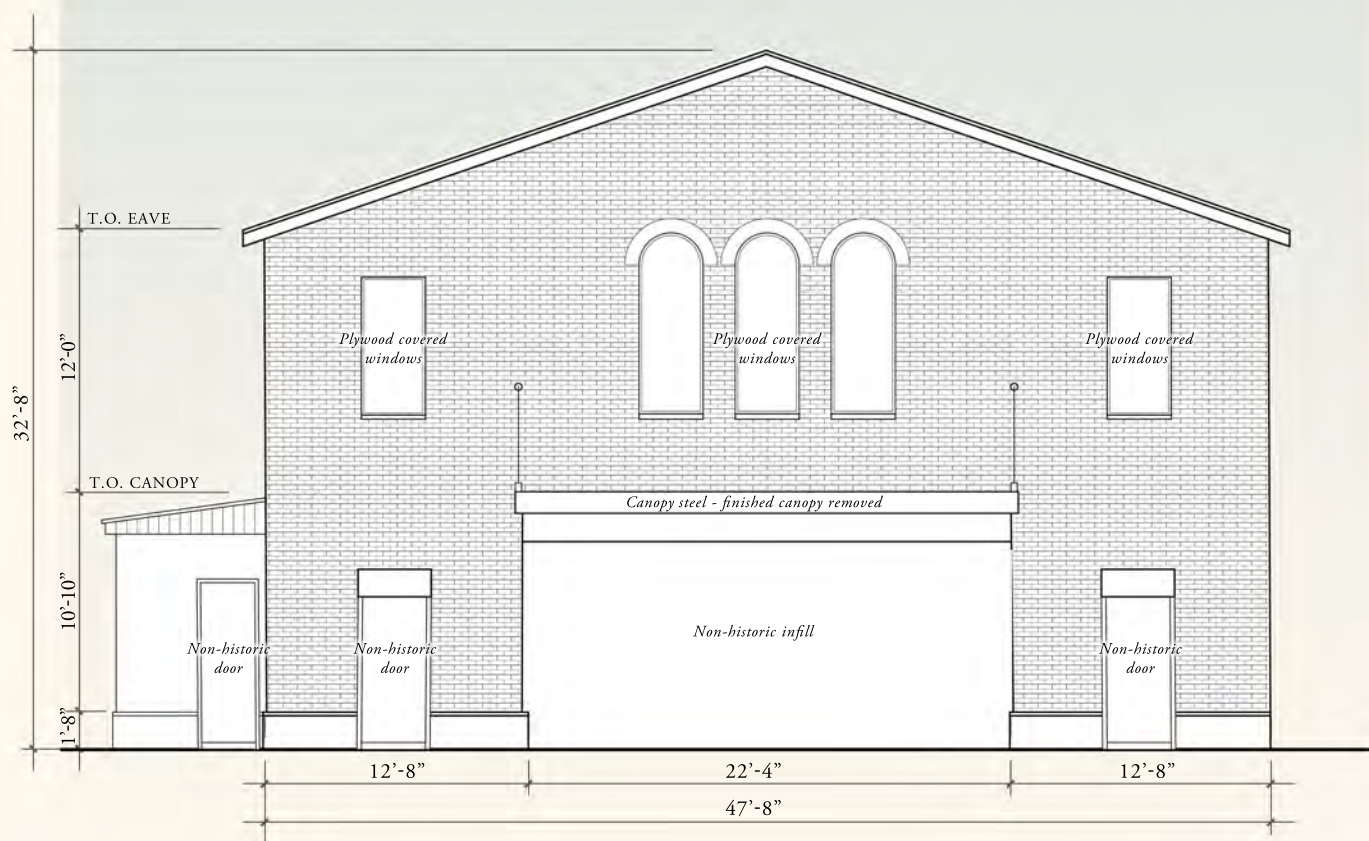 T.O. EAVE
Plywood covered
windows
Plywood covered
windows
Plywood covered
windows
12’-0”
32’-8”
T.O. CANOPY
Canopy steel - finished canopy removed
10’-10”
Non-historic infill
Non-historic
door
Non-historic
door
Non-historic
door
1’-8”
12’-8”
22’-4”
12’-8”
47’-8”